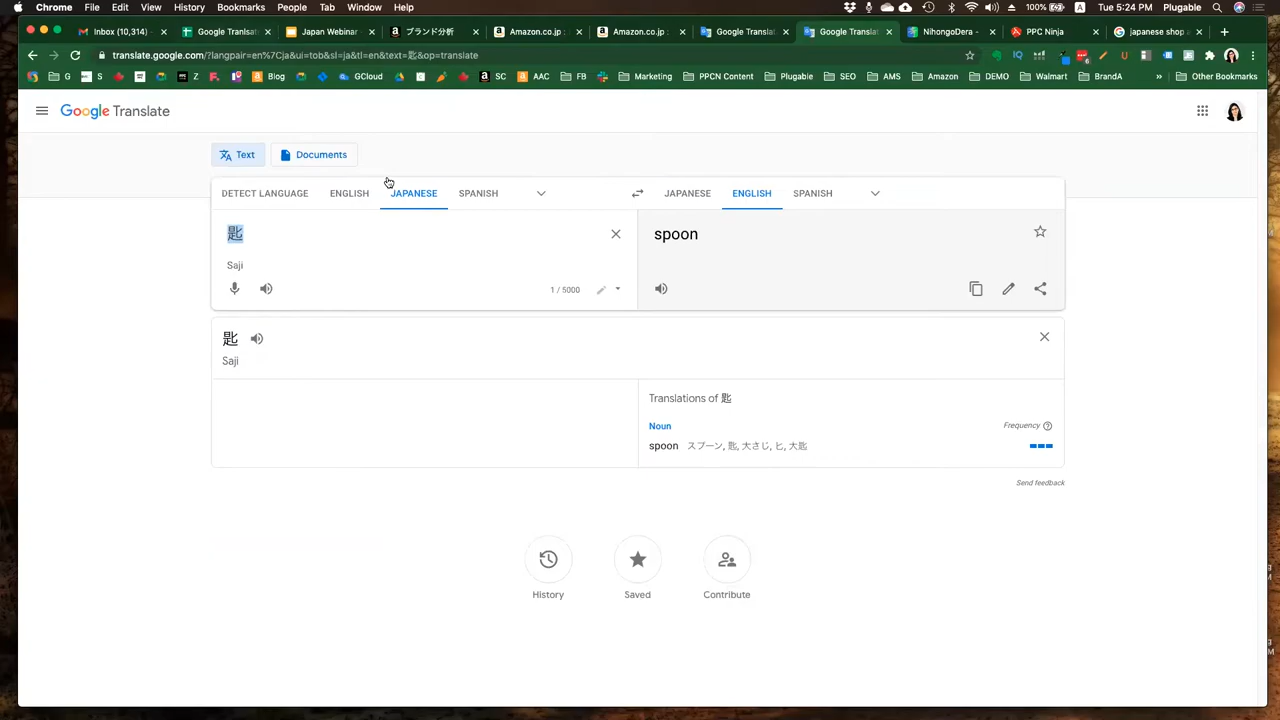 Chrome File Edit View History Bookmarks People Tab Window Help
100% A Tue 5:24 PM Plugable
Inbox (10,314)
Google Translat
Japan Webinar
ブランド分析
Amazon.co.jp :
Amazon.co.jp :
Google Translat
Google Translat
NihongoDera -
PPC Ninja
japanese shop a
translate.google.com/?langpair=en%7Cja&ui=tob&sl=ja&tl=en&text=匙&op=translate
G S Z Blog GCloud SC AAC FB Marketing PPCN Content Plugabie SEO AMS Amazon DEMO Walmart BrandA » Other Bookmarks
Google Translate
Text
Documents
DETECT LANGUAGE ENGLISH JAPANESE SPANISH
JAPANESE ENGLISH SPANISH
匙
spoon
Saji
1 / 5000
匙
Saji
Translations of 匙
Noun
Frequency
spoon スプーン, 匙, 大さじ, 匕, 大匙
Send feedback
History
Saved
Contribute